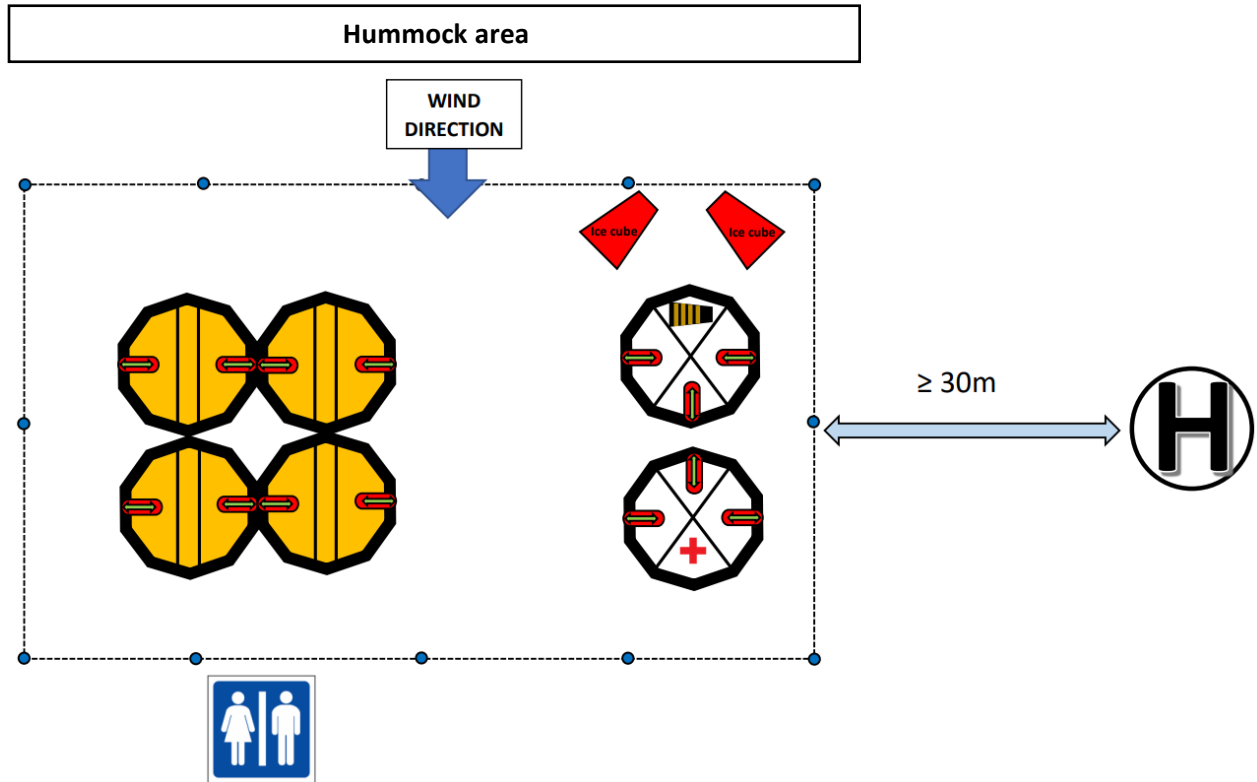 Hummock area
WIND
DIRECTION
Ice cube
Ice cube
≥ 30m
H